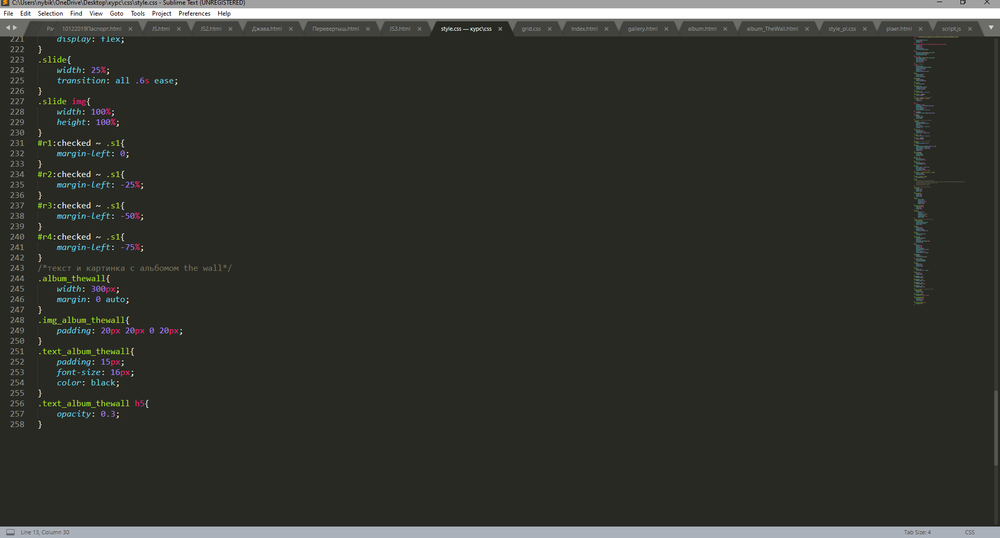 C:\Users\nybik\OneDrive\Desktop\курс\css\style.css - Sublime Text (UNREGISTERED)
File Edit Selection Find View Goto Tools Project Preferences Help
Ра 10122019Паспорт.html JS.html JS2.html Джава.html Перевертыш.html JS3.html style.css — курс\css grid.css Index.html gallery.html album.html album_TheWall.html style_pl.css plaer.html script.js
221 display: flex;
222 }
223 .slide{
224 width: 25%;
225 transition: all .6s ease;
226 }
227 .slide img{
228 width: 100%;
229 height: 100%;
230 }
231 #r1:checked ~ .s1{
232 margin-left: 0;
233 }
234 #r2:checked ~ .s1{
235 margin-left: -25%;
236 }
237 #r3:checked ~ .s1{
238 margin-left: -50%;
239 }
240 #r4:checked ~ .s1{
241 margin-left: -75%;
242 }
243 /*текст и картинка с альбомом the wall*/
244 .album_thewall{
245 width: 300px;
246 margin: 0 auto;
247 }
248 .img_album_thewall{
249 padding: 20px 20px 0 20px;
250 }
251 .text_album_thewall{
252 padding: 15px;
253 font-size: 16px;
254 color: black;
255 }
256 .text_album_thewall h5{
257 opacity: 0.3;
258 }
Line 13, Column 30 Tab Size: 4 CSS